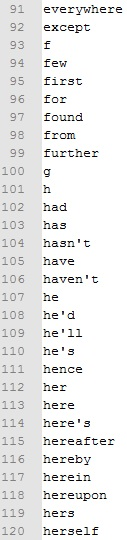 91 everywhere
92 except
93 f
94 few
95 first
96 for
97 found
98 from
99 further
100 g
101 h
102 had
103 has
104 hasn't
105 have
106 haven't
107 he
108 he'd
109 he'll
110 he's
111 hence
112 her
113 here
114 here's
115 hereafter
116 hereby
117 herein
118 hereupon
119 hers
120 herself